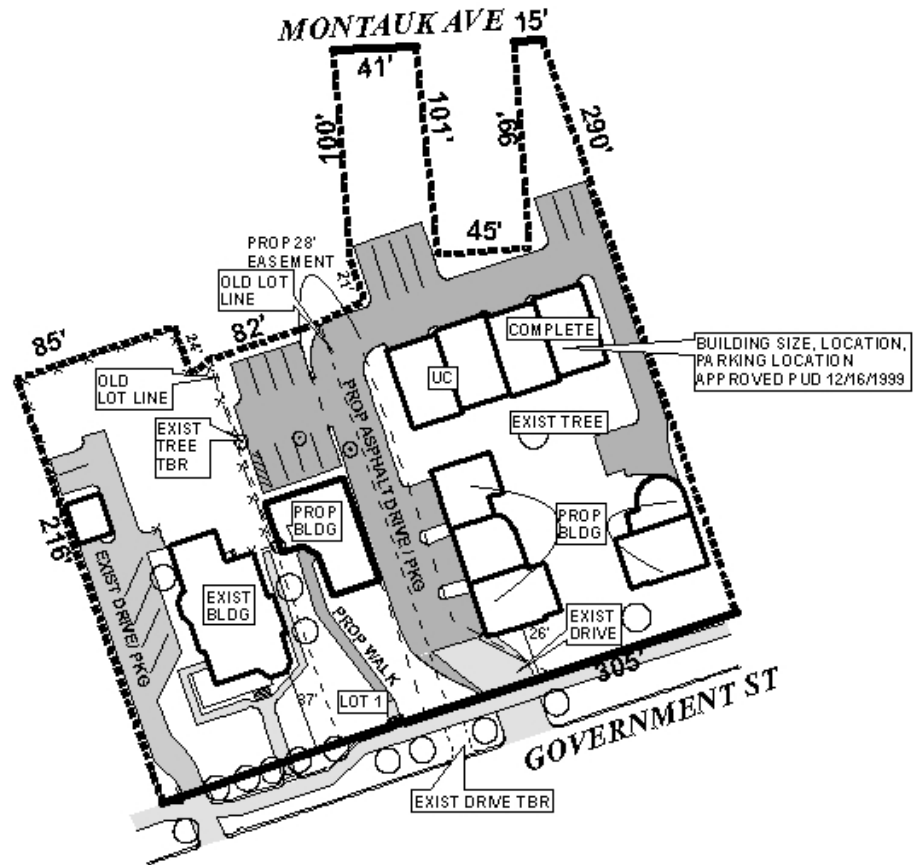 MONTAUK AVE
15'
41'
100'
101'
99'
290'
45'
PROP 28'
EASEMENT
OLD LOT
LINE
21'
82'
85'
24'
OLD
LOT LINE
COMPLETE
UC
BUILDING SIZE, LOCATION,
PARKING LOCATION
APPROVED PUD 12/16/1999
EXIST
TREE
TBR
EXIST TREE
PROP ASPHALT DRIVE/ PKG
PROP
BLDG
PROP
BLDG
216'
EXIST DRIVE/ PKG
EXIST
BLDG
PROP WALK
EXIST
DRIVE
26'
305'
LOT 1
37'
GOVERNMENT ST
EXIST DRIVE TBR